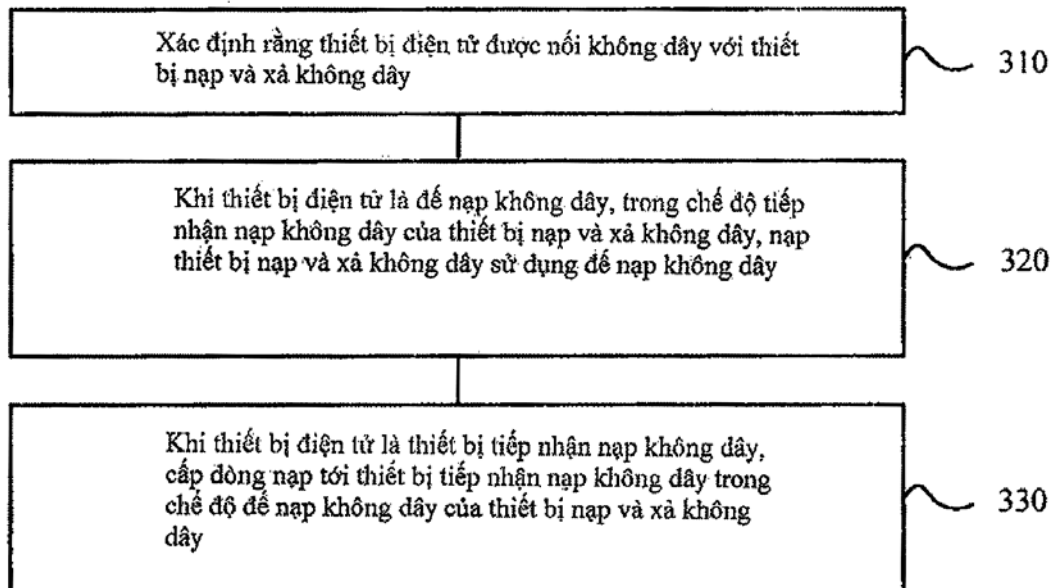 Xác định rằng thiết bị điện tử được nối không dây với thiết
bị nạp và xả không dây
310
Khi thiết bị điện tử là đế nạp không dây, trong chế độ tiếp
nhận nạp không dây của thiết bị nạp và xả không dây, nạp
thiết bị nạp và xả không dây sử dụng đế nạp không dây
320
Khi thiết bị điện tử là thiết bị tiếp nhận nạp không dây,
cấp dòng nạp tới thiết bị tiếp nhận nạp không dây trong
chế độ đế nạp không dây của thiết bị nạp và xả không
dây
330